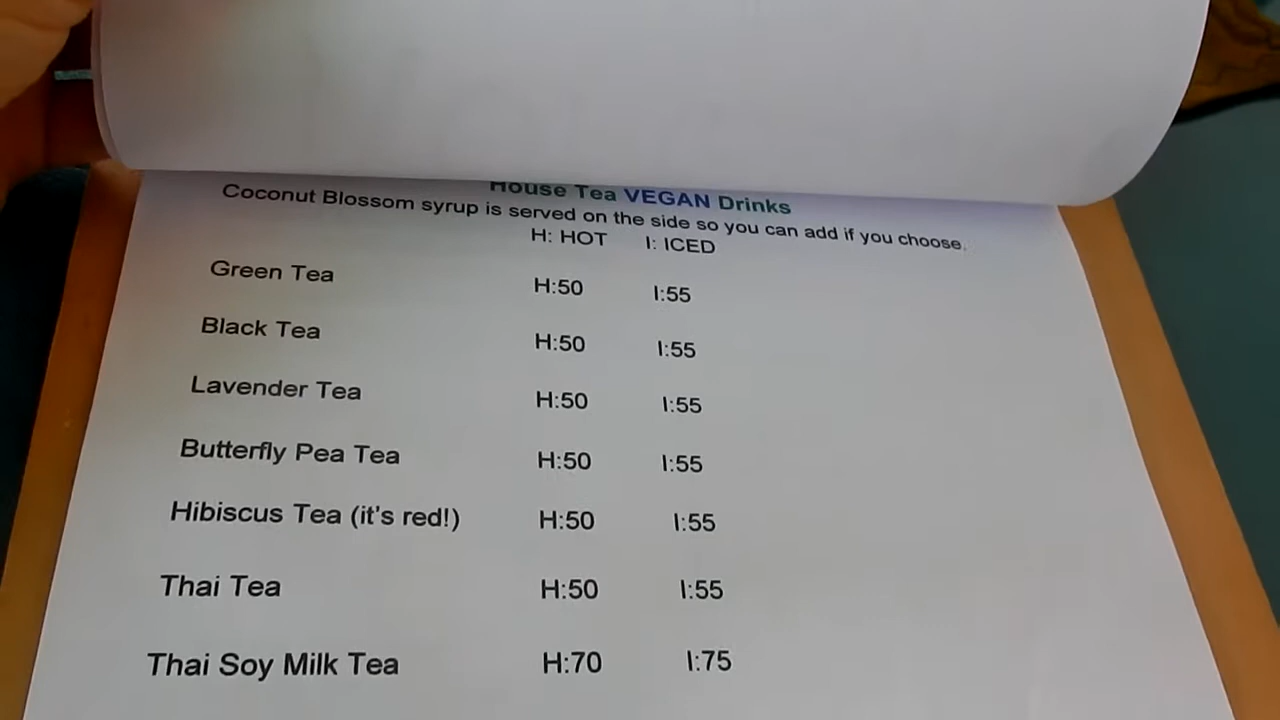 House Tea VEGAN Drinks
Coconut Blossom syrup is served on the side so you can add if you choose.
H: HOT I: ICED
Green Tea H:50 I:55
Black Tea H:50 I:55
Lavender Tea H:50 I:55
Butterfly Pea Tea H:50 I:55
Hibiscus Tea (it's red!) H:50 I:55
Thai Tea H:50 I:55
Thai Soy Milk Tea H:70 I:75